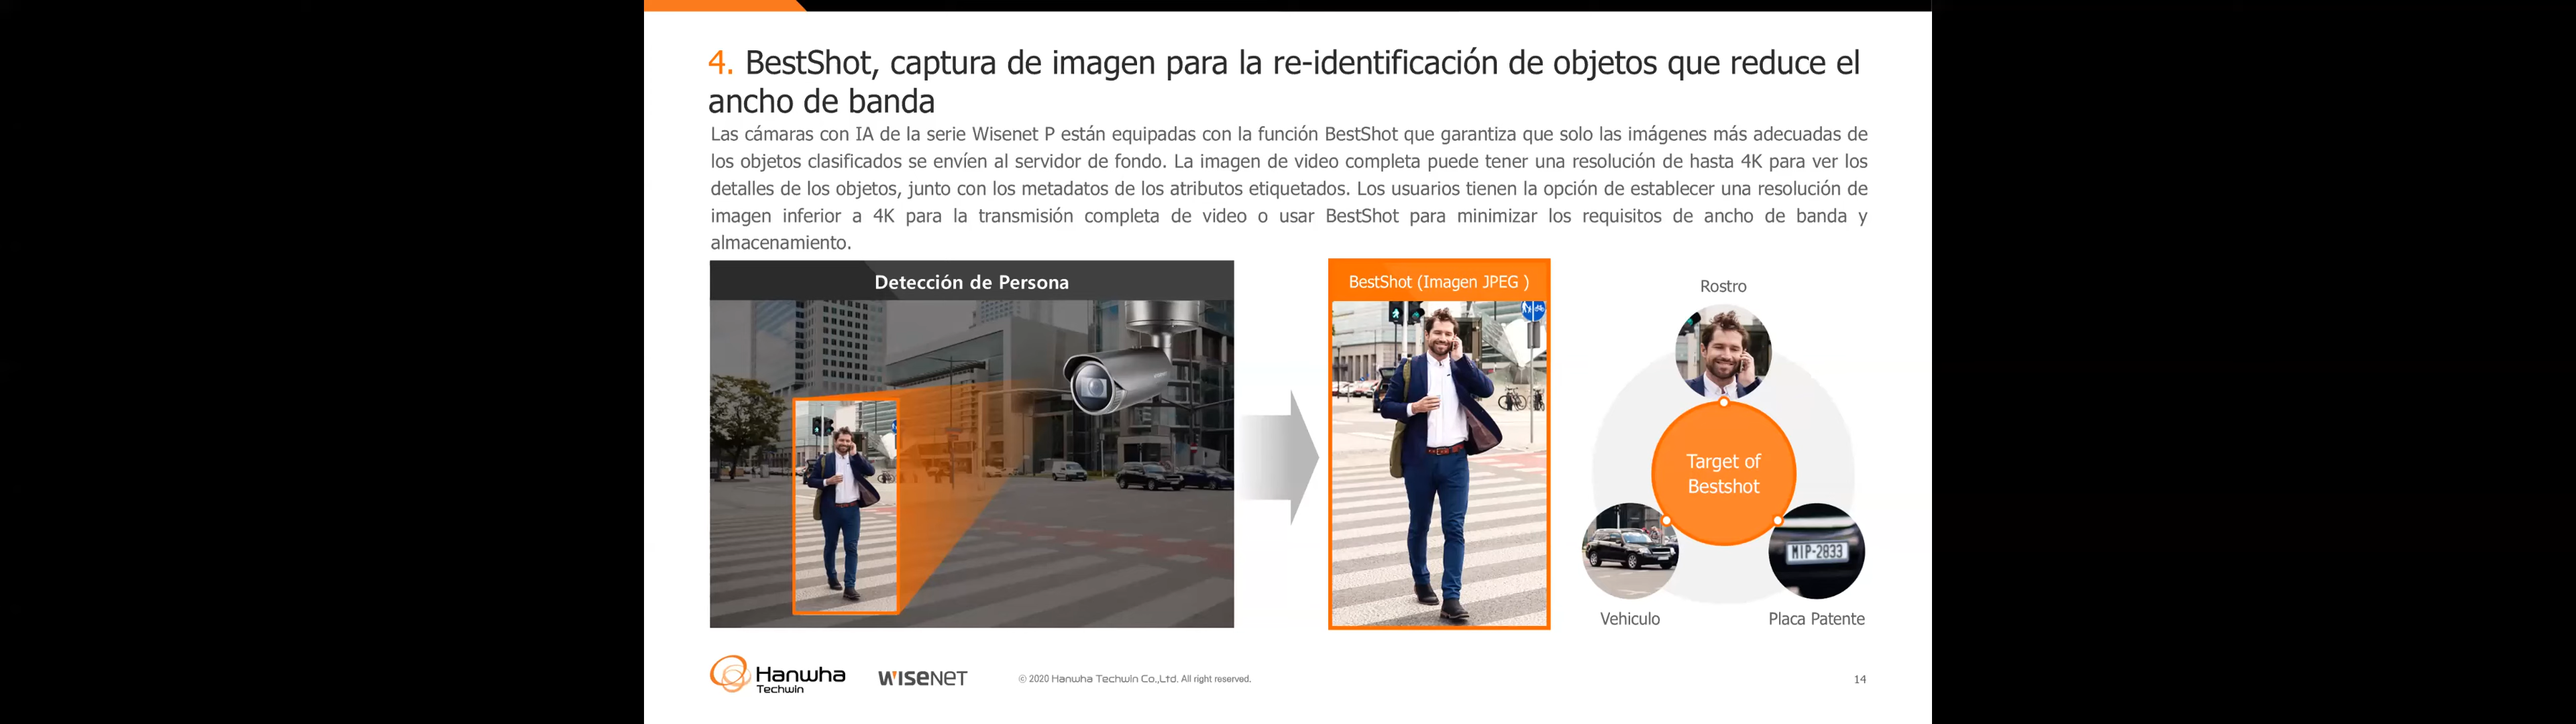 4. BestShot, captura de imagen para la re-identificación de objetos que reduce el
ancho de banda
Las cámaras con IA de la serie Wisenet P están equipadas con la función BestShot que garantiza que solo las imágenes más adecuadas de
los objetos clasificados se envíen al servidor de fondo. La imagen de video completa puede tener una resolución de hasta 4K para ver los
detalles de los objetos, junto con los metadatos de los atributos etiquetados. Los usuarios tienen la opción de establecer una resolución de
imagen inferior a 4K para la transmisión completa de video o usar BestShot para minimizar los requisitos de ancho de banda y
almacenamiento.
Detección de Persona
BestShot (Imagen JPEG )
Rostro
Target of
Bestshot
MIP-2833
Vehiculo
Placa Patente
Hanwha
Techwin
WISENET
© 2020 Hanwha Techwin Co.,Ltd. All right reserved.
14